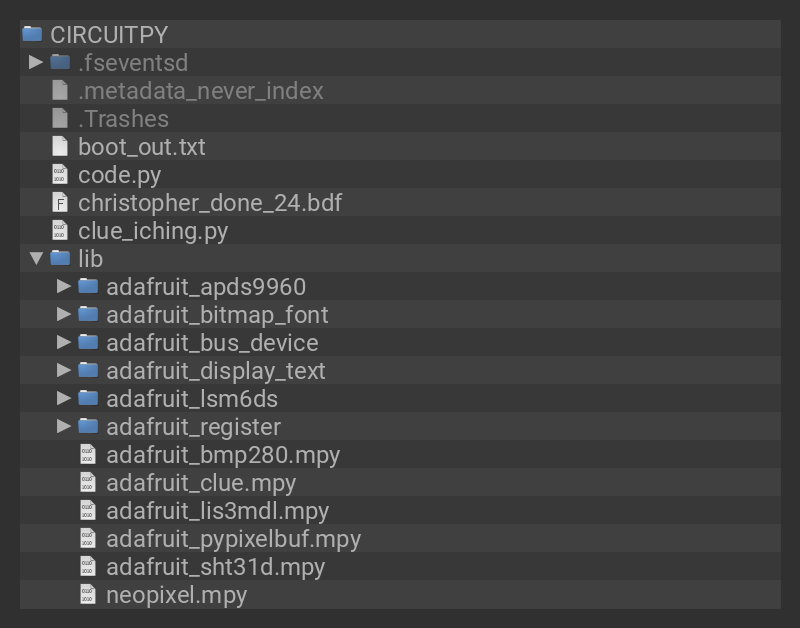 CIRCUITPY
.fseventsd
.metadata_never_index
.Trashes
boot_out.txt
code.py
christopher_done_24.bdf
clue_iching.py
lib
adafruit_apds9960
adafruit_bitmap_font
adafruit_bus_device
adafruit_display_text
adafruit_lsm6ds
adafruit_register
adafruit_bmp280.mpy
adafruit_clue.mpy
adafruit_lis3mdl.mpy
adafruit_pypixelbuf.mpy
adafruit_sht31d.mpy
neopixel.mpy